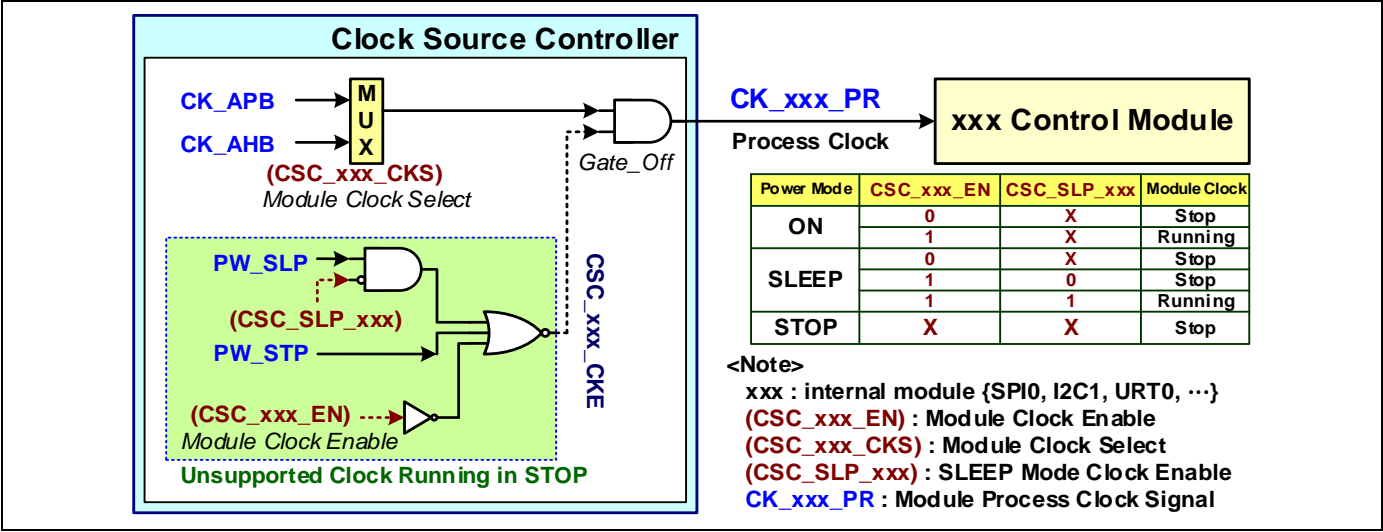 Clock Source Controller
CK_APB
CK_AHB
MUX
(CSC_xxx_CKS)
Module Clock Select
Gate_Off
CK_xxx_PR
Process Clock
xxx Control Module
PW_SLP
(CSC_SLP_xxx)
PW_STP
(CSC_xxx_EN)
Module Clock Enable
Unsupported Clock Running in STOP
CSC_xxx_CKE
Power Mode CSC_xxx_EN CSC_SLP_xxx Module Clock
ON 0 X Stop
1 X Running
SLEEP 0 X Stop
1 0 Stop
1 1 Running
STOP X X Stop
<Note>
xxx : internal module {SPI0, I2C1, URT0, ⋯}
(CSC_xxx_EN) : Module Clock Enable
(CSC_xxx_CKS) : Module Clock Select
(CSC_SLP_xxx) : SLEEP Mode Clock Enable
CK_xxx_PR : Module Process Clock Signal